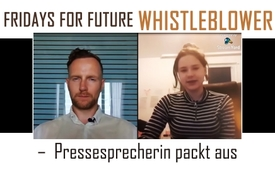 FRIDAYS FOR FUTURE WHISTLEBLOWER
– Pressesprecherin packt aus